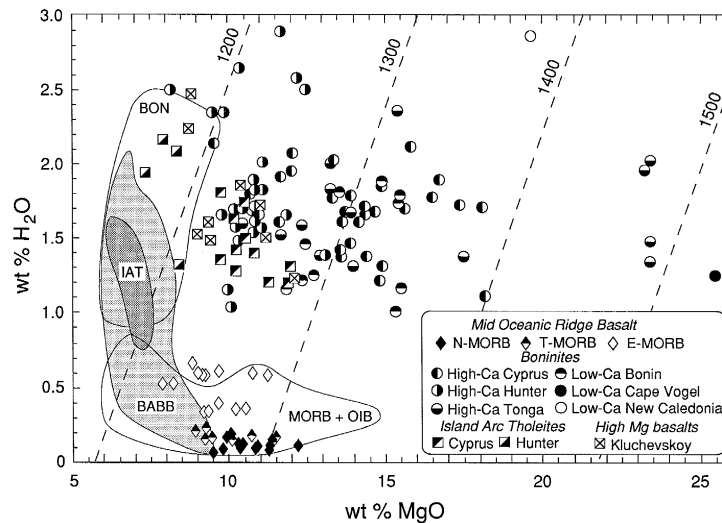 3.0
2.5
2.0
1.5
1.0
0.5
0
wt % H₂O
1200
1300
1400
1500
BON
IAT
BABB
MORB + OIB
Mid Oceanic Ridge Basalt
N-MORB T-MORB E-MORB
Boninites
High-Ca Cyprus Low-Ca Bonin
High-Ca Hunter Low-Ca Cape Vogel
High-Ca Tonga Low-Ca New Caledonia
Island Arc Tholeites High Mg basalts
Cyprus Hunter Kluchevskoy
5 10 15 20 25
wt % MgO